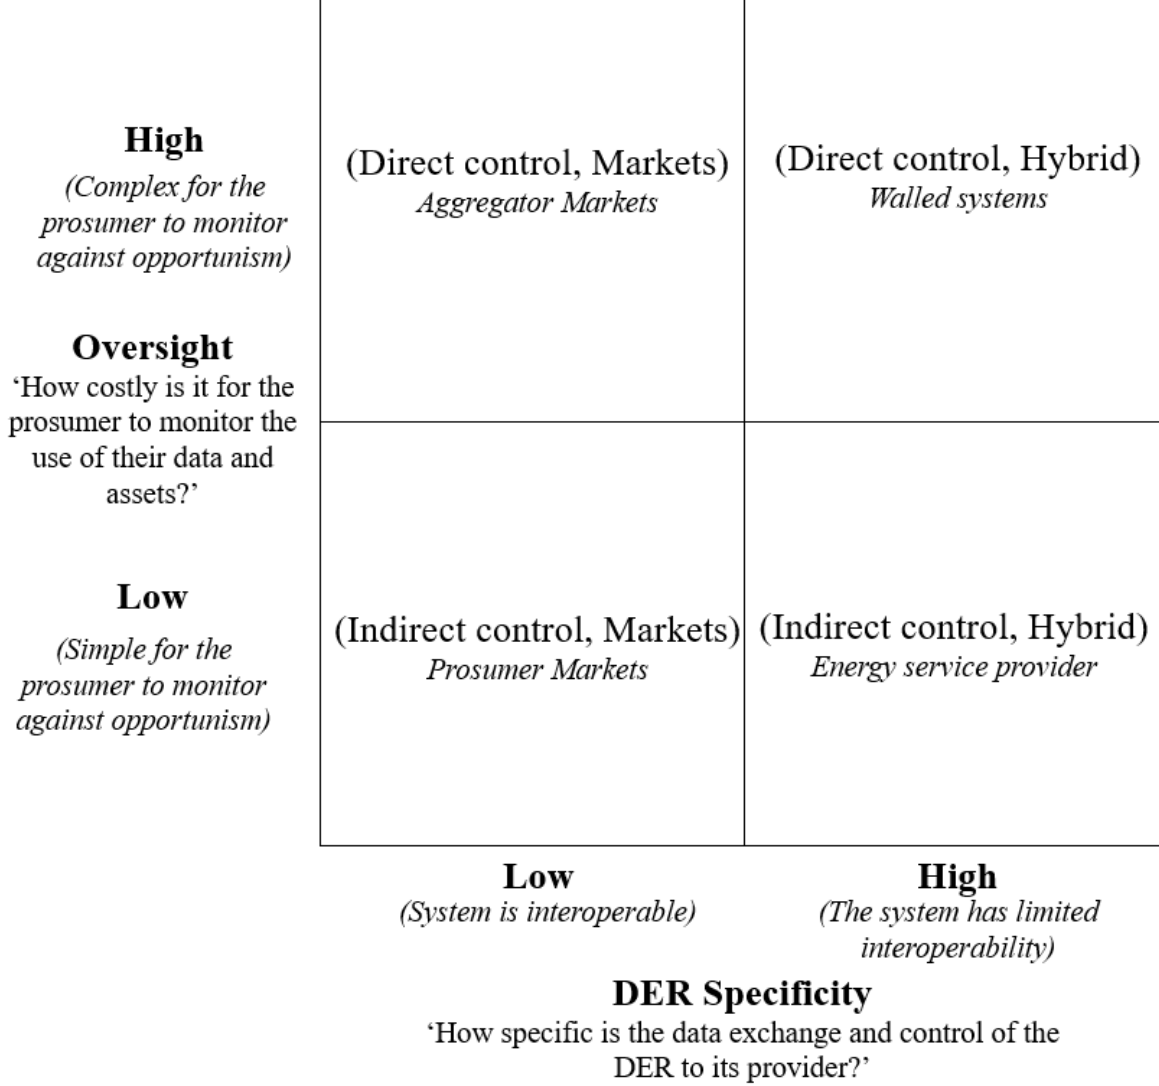 High
(Complex for the
prosumer to monitor
against opportunism)
Oversight
‘How costly is it for the
prosumer to monitor the
use of their data and
assets?’
Low
(Simple for the
prosumer to monitor
against opportunism)
(Direct control, Markets)
Aggregator Markets
(Direct control, Hybrid)
Walled systems
(Indirect control, Markets)
Prosumer Markets
(Indirect control, Hybrid)
Energy service provider
Low
(System is interoperable)
High
(The system has limited
interoperability)
DER Specificity
‘How specific is the data exchange and control of the
DER to its provider?’